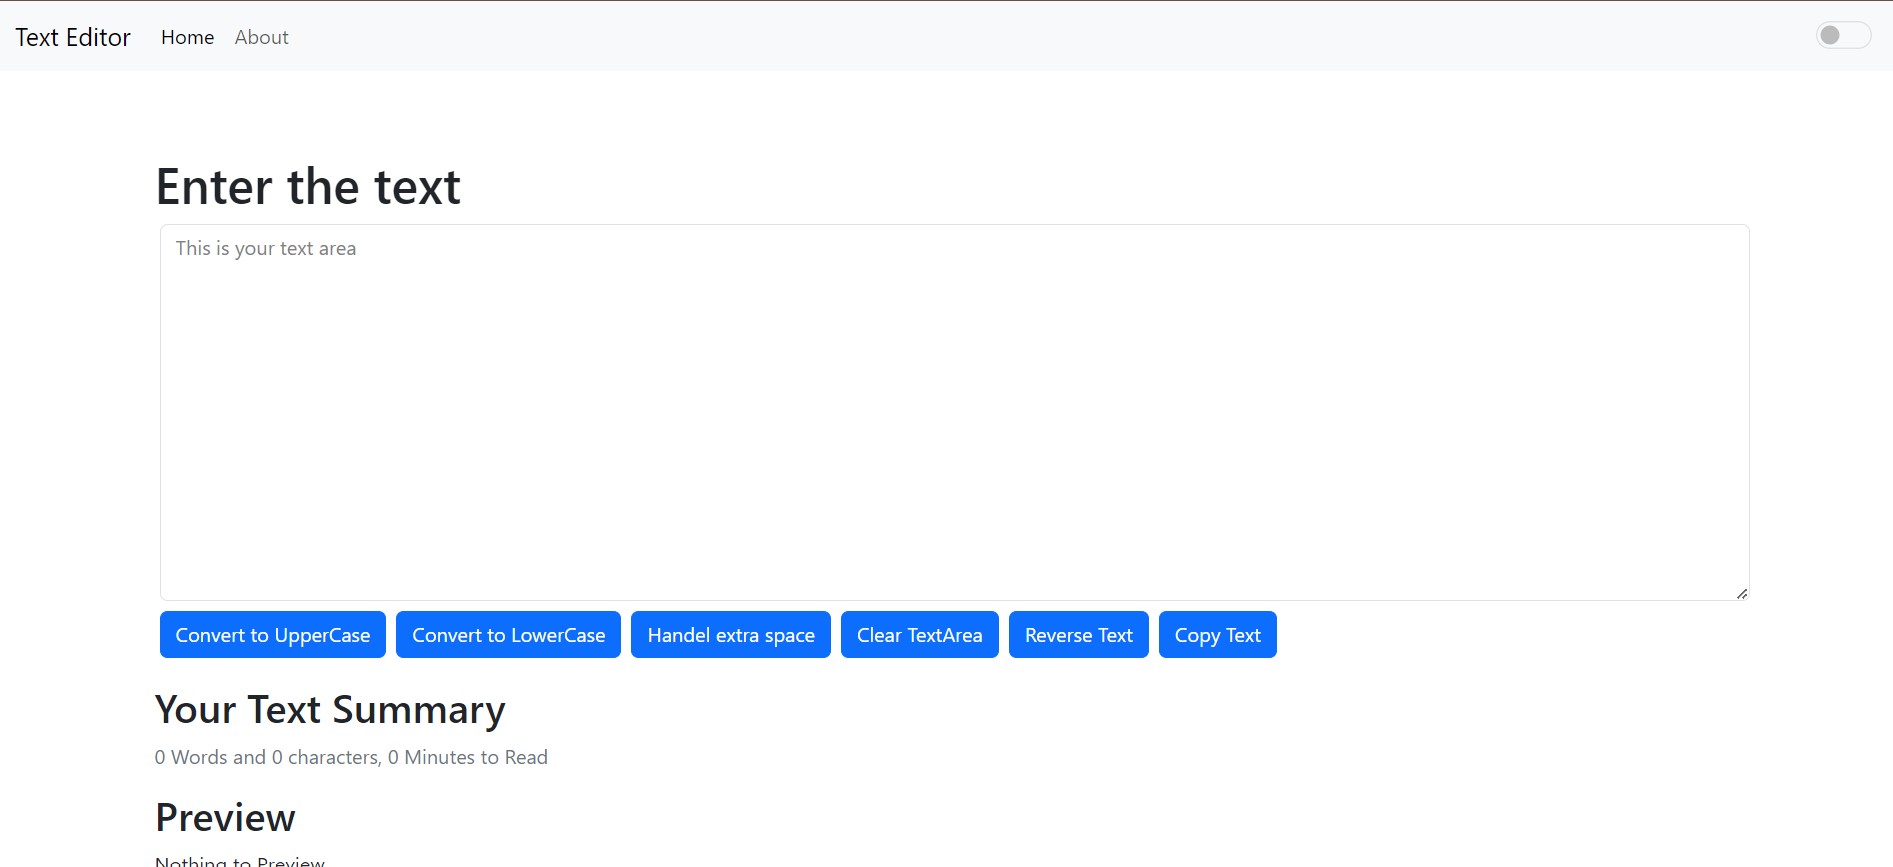 Text Editor Home About
Enter the text
This is your text area
Convert to UpperCase Convert to LowerCase Handel extra space Clear TextArea Reverse Text Copy Text
Your Text Summary
0 Words and 0 characters, 0 Minutes to Read
Preview
Nothing to Preview